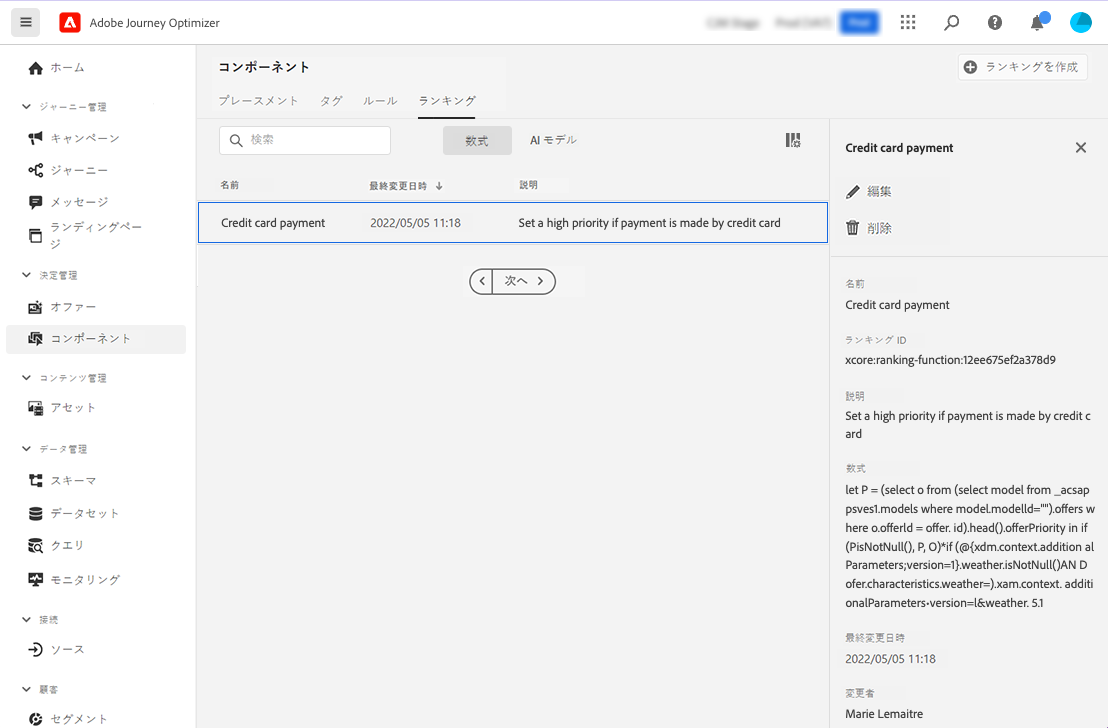 Adobe Journey Optimizer
ホーム
ジャーニー管理
キャンペーン
ジャーニー
メッセージ
ランディングペー
ジ
決定管理
オファー
コンポーネント
コンテンツ管理
アセット
データ管理
スキーマ
データセット
クエリ
モニタリング
接続
ソース
顧客
セグメント
コンポーネント
ランキングを作成
プレースメント タグ ルール ランキング
検索
数式 AI モデル
名前 最終変更日時 説明
Credit card payment 2022/05/05 11:18 Set a high priority if payment is made by credit card
次へ
Credit card payment
編集
削除
名前
Credit card payment
ランキング ID
xcore:ranking-function:12ee675ef2a378d9
説明
Set a high priority if payment is made by credit c
ard
数式
let P = (select o from (select model from _acsap
psves1.models where model.modelld="").offers w
here o.offerld = offer. id).head().offerPriority in if
(PisNotNull(), P, O)*if (@{xdm.context.addition al
Parameters;version=1}.weather.isNotNull()AN D
ofer.characteristics.weather=).xam.context. additi
onalParameters•version=l&weather. 5.1
最終変更日時
2022/05/05 11:18
変更者
Marie Lemaitre